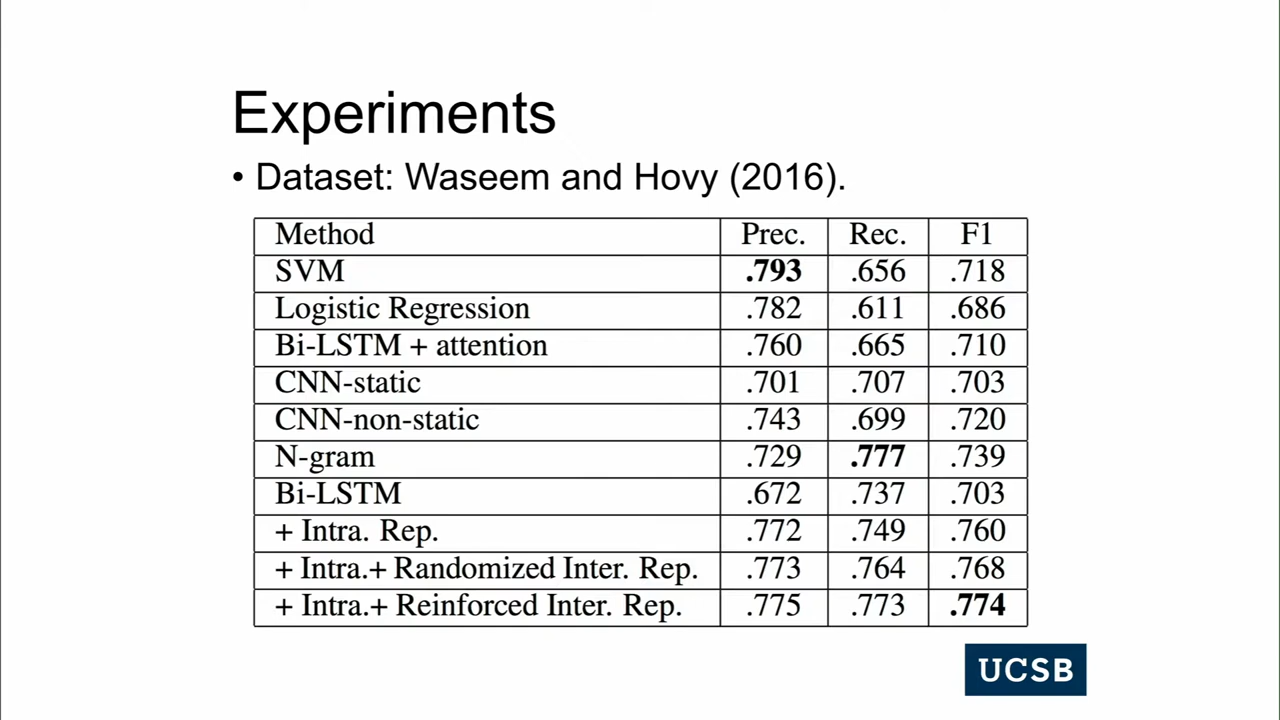 Experiments
• Dataset: Waseem and Hovy (2016).
Method Prec. Rec. F1
SVM .793 .656 .718
Logistic Regression .782 .611 .686
Bi-LSTM + attention .760 .665 .710
CNN-static .701 .707 .703
CNN-non-static .743 .699 .720
N-gram .729 .777 .739
Bi-LSTM .672 .737 .703
+ Intra. Rep. .772 .749 .760
+ Intra.+ Randomized Inter. Rep. .773 .764 .768
+ Intra.+ Reinforced Inter. Rep. .775 .773 .774
UCSB